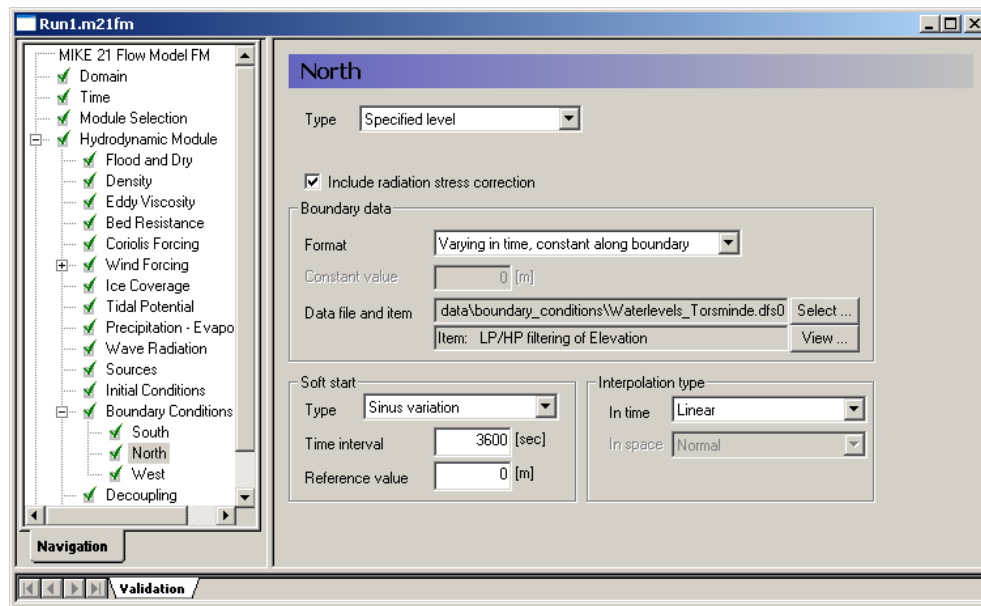 Run1.m21fm
MIKE 21 Flow Model FM
Domain
Time
Module Selection
Hydrodynamic Module
Flood and Dry
Density
Eddy Viscosity
Bed Resistance
Coriolis Forcing
Wind Forcing
Ice Coverage
Tidal Potential
Precipitation - Evapo
Wave Radiation
Sources
Initial Conditions
Boundary Conditions
South
North
West
Decoupling
Navigation
North
Type Specified level
Include radiation stress correction
Boundary data
Format Varying in time, constant along boundary
Constant value 0 [m]
Data file and item data\boundary_conditions\Waterlevels_Torsminde.dfs0 Select ...
Item: LP/HP filtering of Elevation View ...
Soft start
Type Sinus variation
Time interval 3600 [sec]
Reference value 0 [m]
Interpolation type
In time Linear
In space Normal
Validation